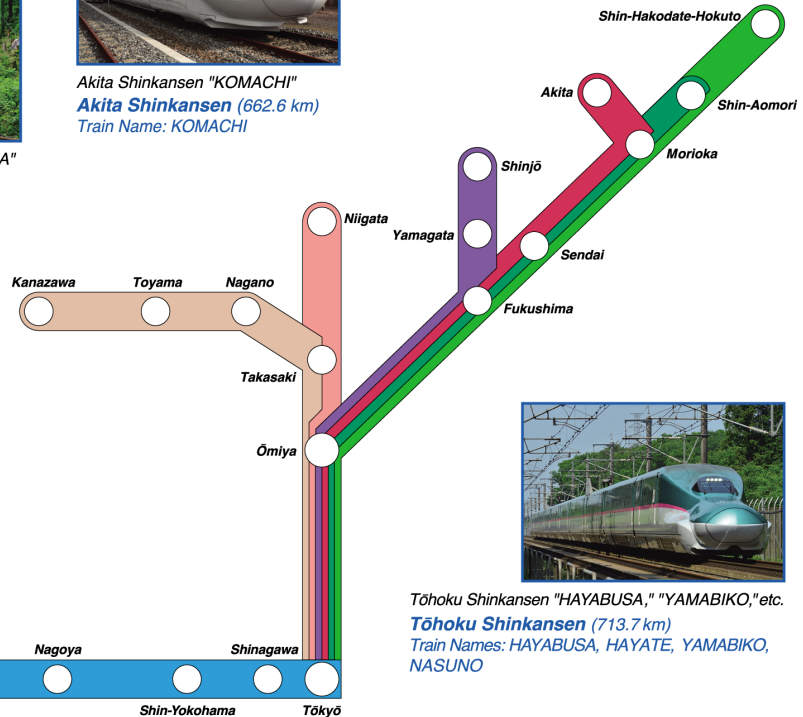 Shin-Hakodate-Hokuto
Akita Shinkansen "KOMACHI"
Akita Shinkansen (662.6 km)
Train Name: KOMACHI
A"
Akita
Shin-Aomori
Morioka
Shinjō
Yamagata
Niigata
Sendai
Kanazawa
Toyama
Nagano
Fukushima
Takasaki
Ōmiya
Tōhoku Shinkansen "HAYABUSA," "YAMABIKO," etc.
Tōhoku Shinkansen (713.7 km)
Train Names: HAYABUSA, HAYATE, YAMABIKO,
NASUNO
Nagoya
Shinagawa
Shin-Yokohama
Tōkyō